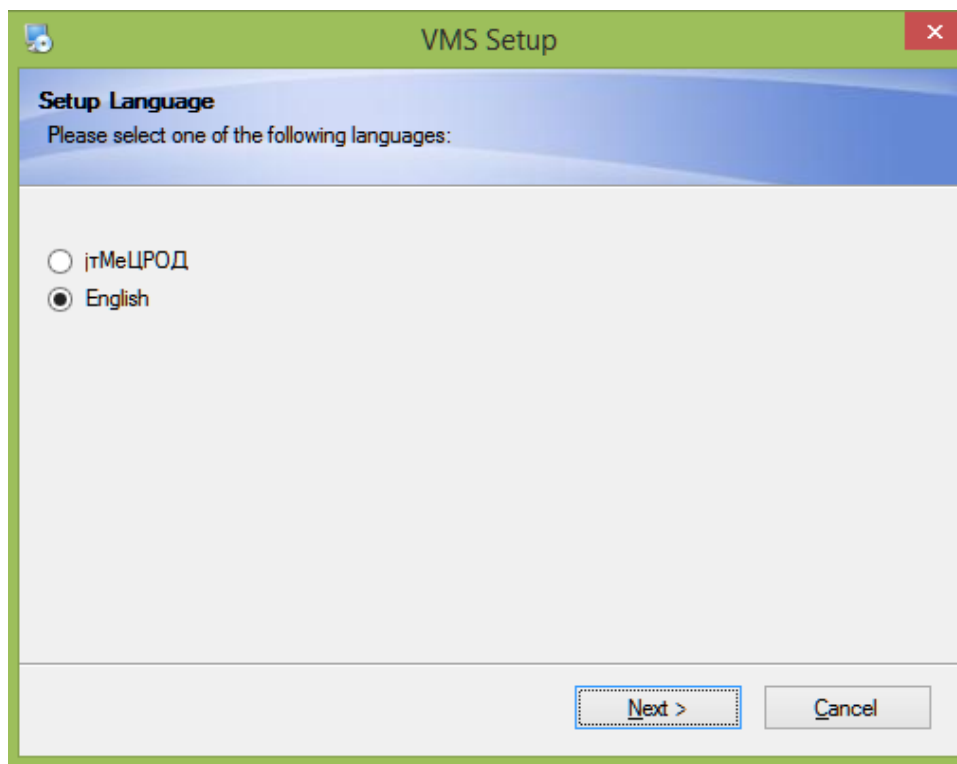 VMS Setup
Setup Language
Please select one of the following languages:
јтМеЦРОД
English
Next >
Cancel